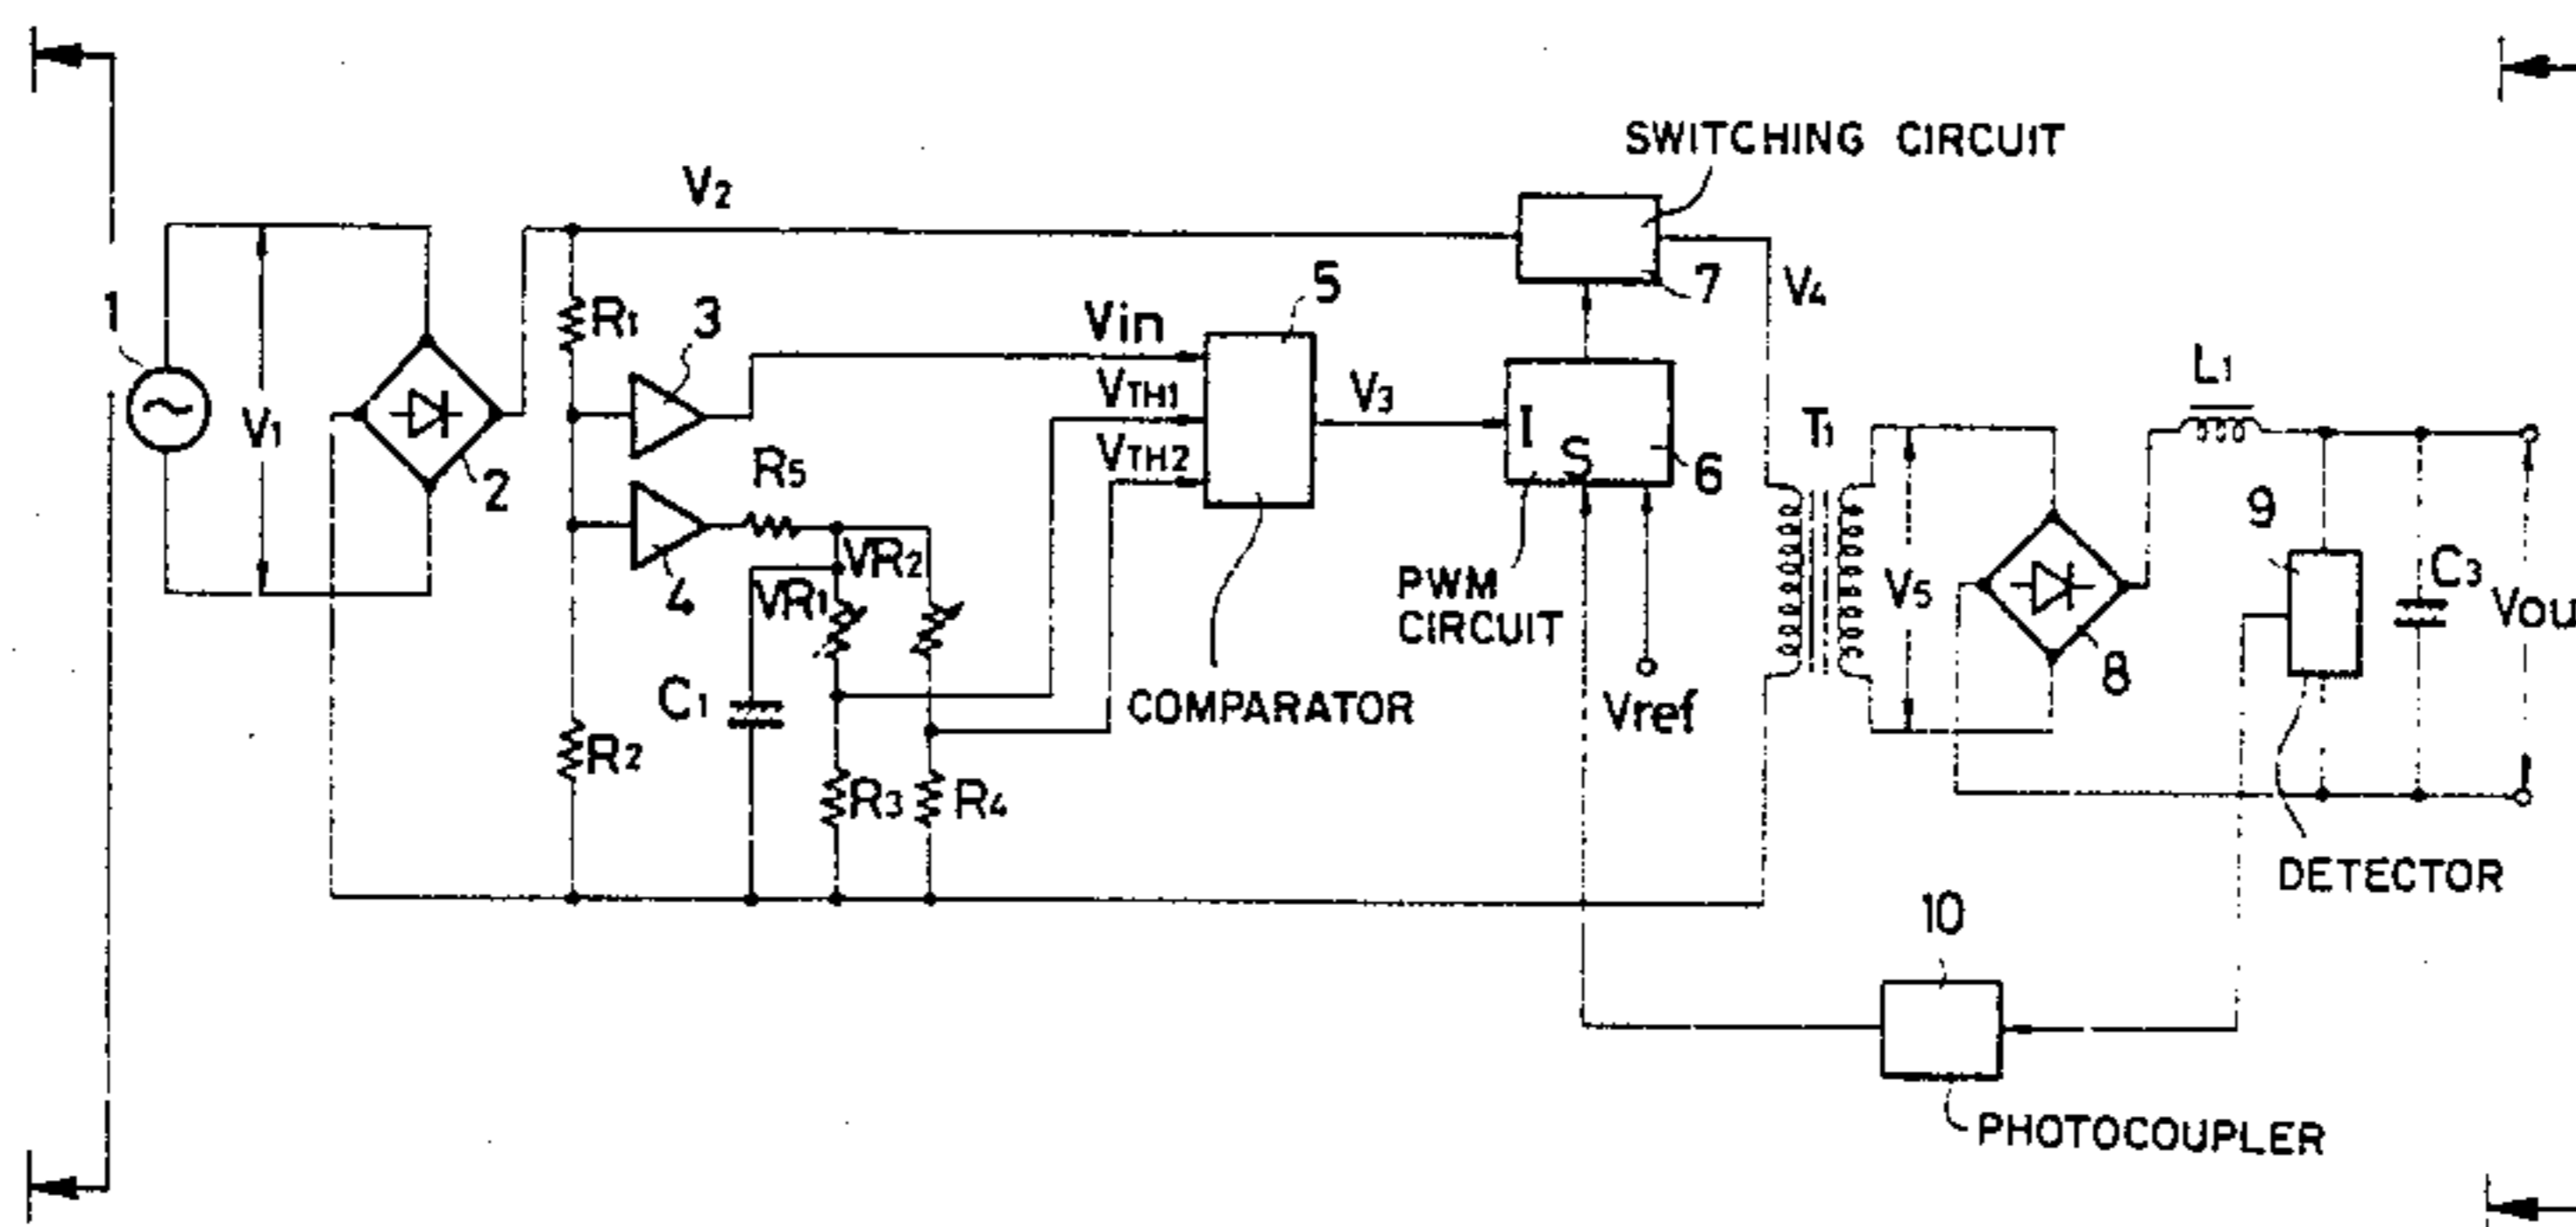 SWITCHING CIRCUIT
V2
7
V4
1
V1
2
R1
3
Vin
VTH1
VTH2
5
V3
I
S
6
L1
T1
R5
4
VR2
VR1
PWM
CIRCUIT
V5
8
9
C3
VOU
C1
COMPARATOR
Vref
R2
R3
R4
DETECTOR
10
PHOTOCOUPLER